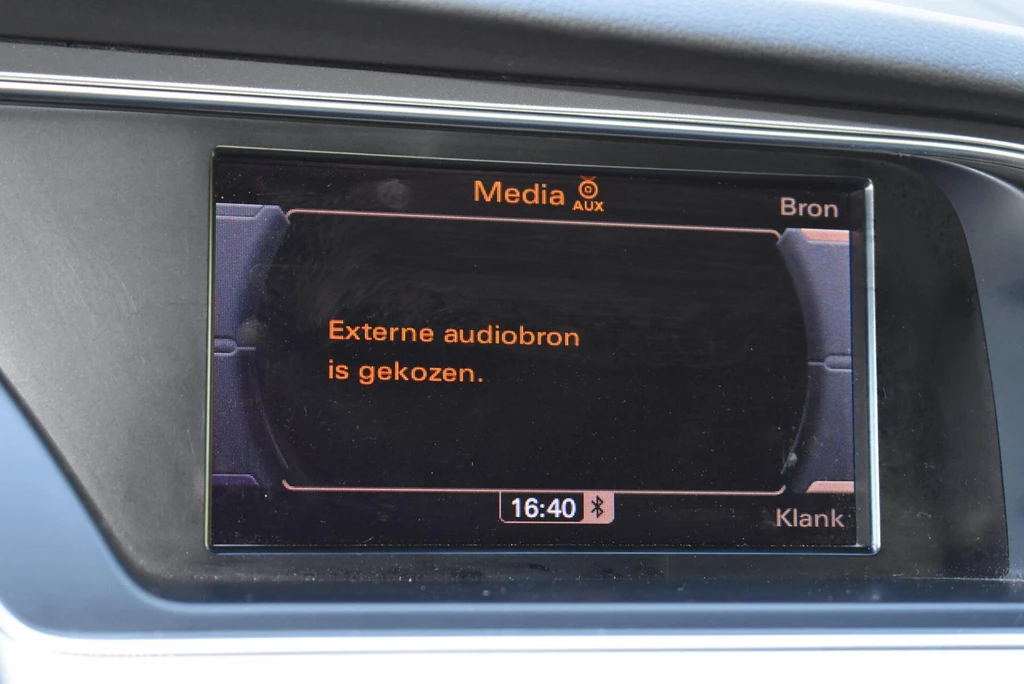 Media AUX
Bron
Externe audiobron
is gekozen.
16:40
Klank